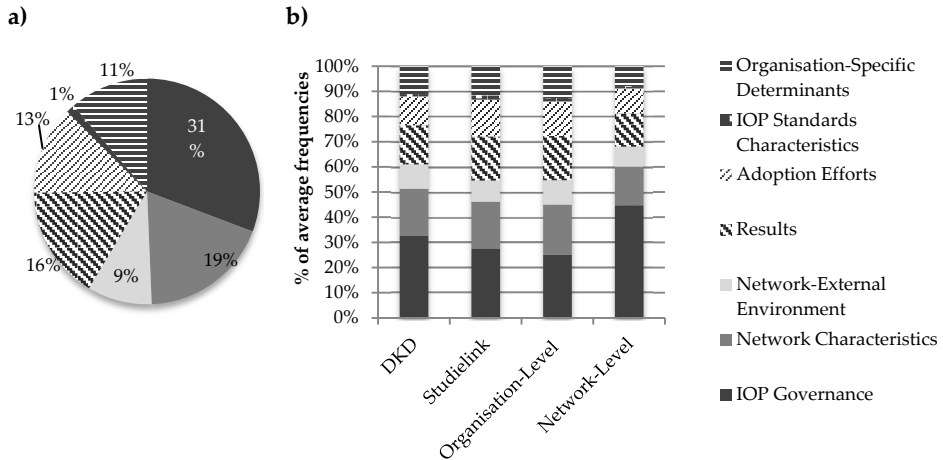 a)
11%
1%
13%
31
%
16%
9%
19%
b)
% of average frequencies
100%
90%
80%
70%
60%
50%
40%
30%
20%
10%
0%
DKD
Studielink
Organisation-Level
Network-Level
Organisation-Specific
Determinants
IOP Standards
Characteristics
Adoption Efforts
Results
Network-External
Environment
Network Characteristics
IOP Governance